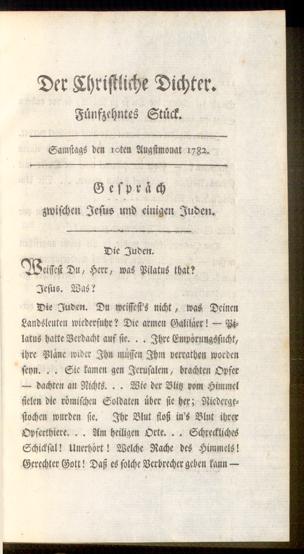 Der Christliche Dichter.
Fünfzehntes Stück.
Samstags den 10ten Augstmonat 1782.
Gespräch
zwischen Jesus und einigen Juden.
Die Juden.
Weissest Du, Herr, was Pilatus that?
Jesus. Was?
Die Juden. Du weissest's nicht, was Deinen
Landsleuten wiederfuhr? Die armen Galiläer! — Pi-
latus hatte Verdacht auf sie. . . Ihre Empörungssucht,
ihre Pläne wider Ihn müssen Ihm verrathen worden
seyn. . . Sie kamen gen Jerusalem, brachten Opfer
— dachten an Nichts. . . Wie der Blitz vom Himmel
fielen die römischen Soldaten über sie her; Niederge-
stochen wurden sie. Ihr Blut floß in's Blut ihrer
Opferthiere. . . Am heiligen Orte. . . Schreckliches
Schicksal! Unerhört! Welche Rache des Himmels!
Gerechter Gott! Daß es solche Verbrecher geben kann —